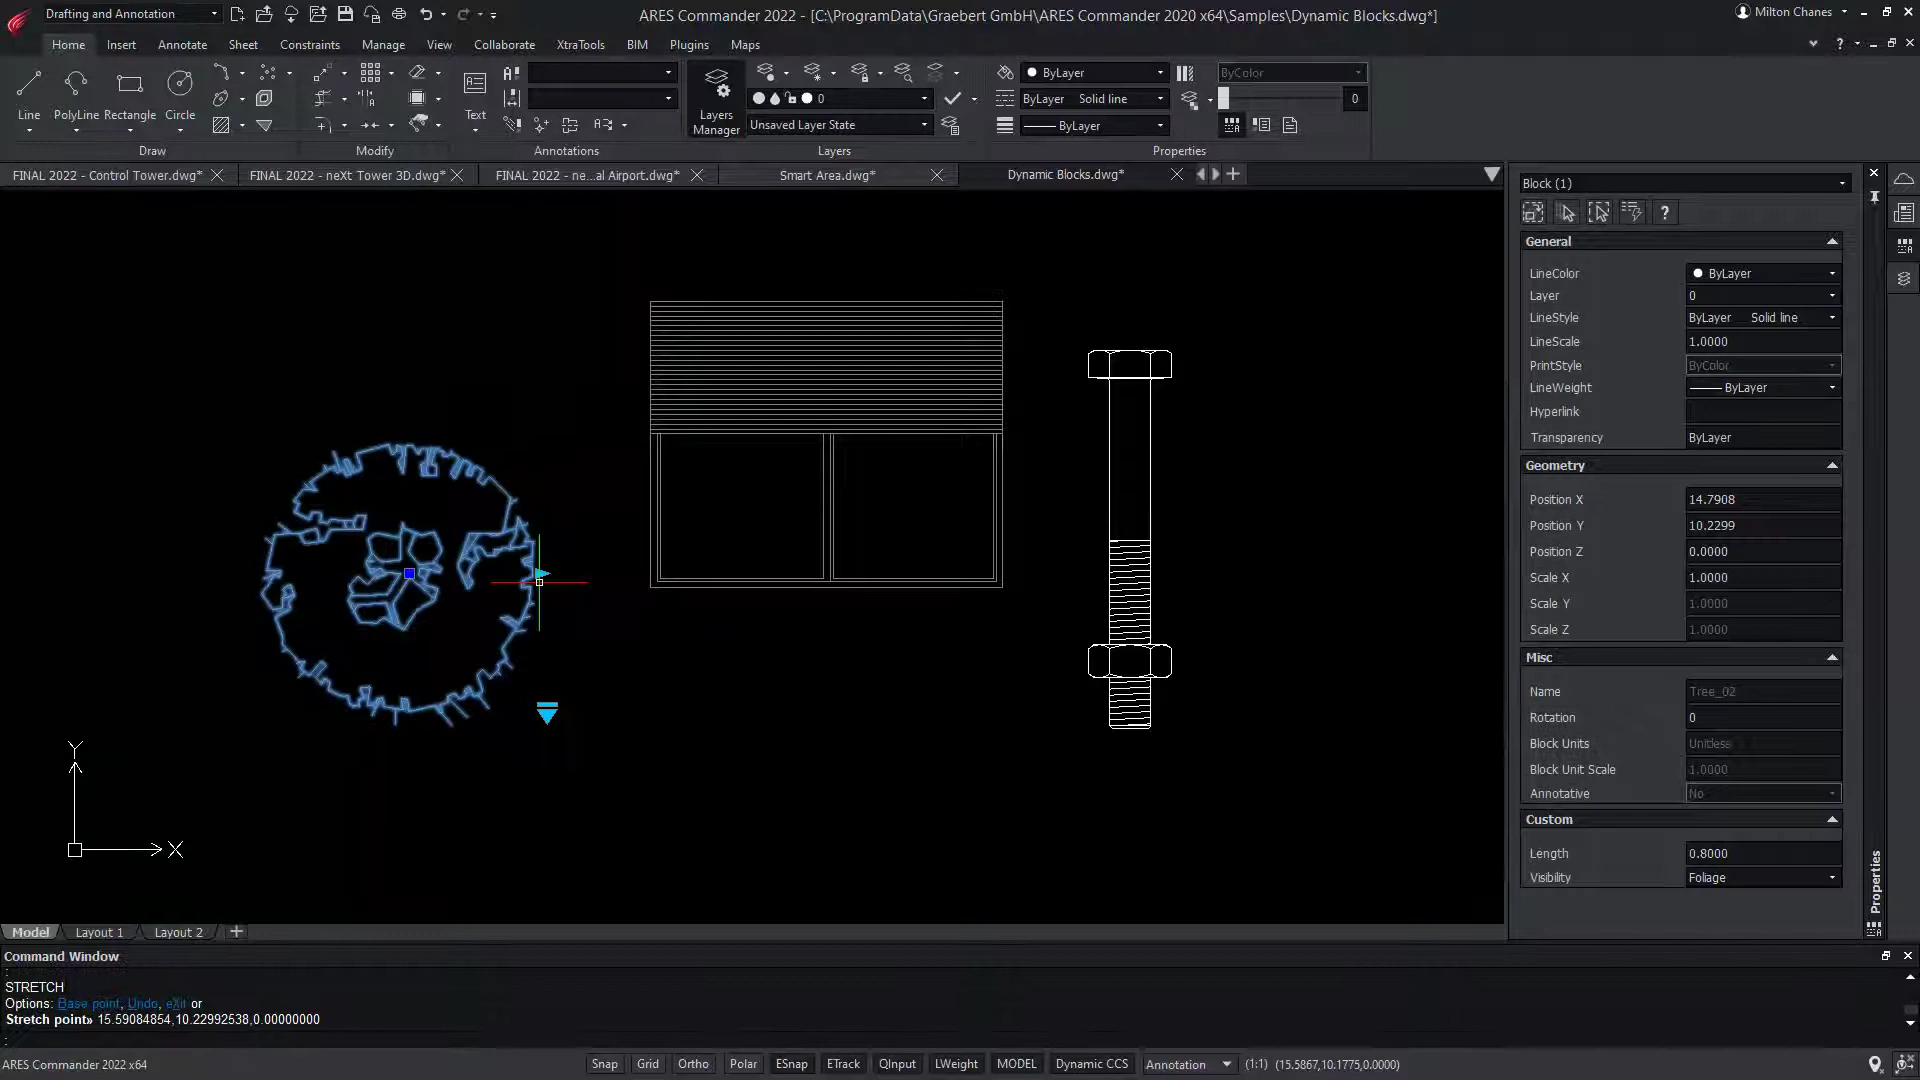 Drafting and Annotation
ARES Commander 2022 - [C:\ProgramData\Graebert GmbH\ARES Commander 2020 x64\Samples\Dynamic Blocks.dwg*]
Milton Chanes
Home Insert Annotate Sheet Constraints Manage View Collaborate XtraTools BIM Plugins Maps
ByLayer
ByColor
0
ByLayer Solid line
0
Line PolyLine Rectangle Circle
Text
Layers Manager
Unsaved Layer State
ByLayer
Draw Modify Annotations Layers Properties
FINAL 2022 - Control Tower.dwg*
FINAL 2022 - neXt Tower 3D.dwg*
FINAL 2022 - ne...al Airport.dwg*
Smart Area.dwg*
Dynamic Blocks.dwg*
Block (1)
?
General
LineColor ByLayer
Layer 0
LineStyle ByLayer Solid line
LineScale 1.0000
PrintStyle ByColor
LineWeight ByLayer
Hyperlink
Transparency ByLayer
Geometry
Position X 14.7908
Position Y 10.2299
Position Z 0.0000
Scale X 1.0000
Scale Y 1.0000
Scale Z 1.0000
Misc
Name Tree_02
Rotation 0
Block Units Unitless
Block Unit Scale 1.0000
Annotative No
Custom
Length 0.8000
Visibility Foliage
Properties
Y
X
Model Layout 1 Layout 2
Command Window
:
STRETCH
Options: Base point, Undo, eXit or
Stretch point» 15.59084854,10.22992538,0.00000000
:
ARES Commander 2022 x64
Snap Grid Ortho Polar ESnap ETrack QInput LWeight MODEL Dynamic CCS Annotation (1:1) (15.5867,10.1775,0.0000)